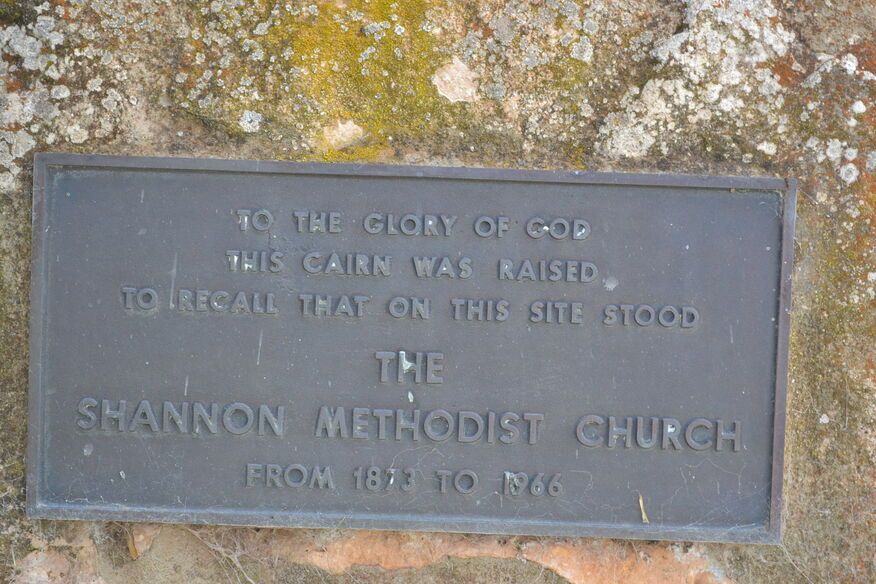 TO THE GLORY OF GOD
THIS CAIRN WAS RAISED
TO RECALL THAT ON THIS SITE STOOD
THE
SHANNON METHODIST CHURCH
FROM 1873 TO 1966